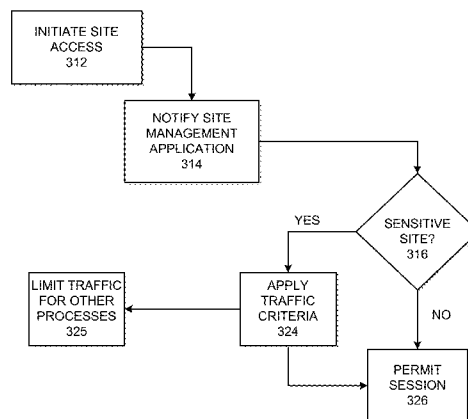 INITIATE SITE
ACCESS
312
NOTIFY SITE
MANAGEMENT
APPLICATION
314
SENSITIVE
SITE?
316
YES
NO
APPLY
TRAFFIC
CRITERIA
324
LIMIT TRAFFIC
FOR OTHER
PROCESSES
325
PERMIT
SESSION
326